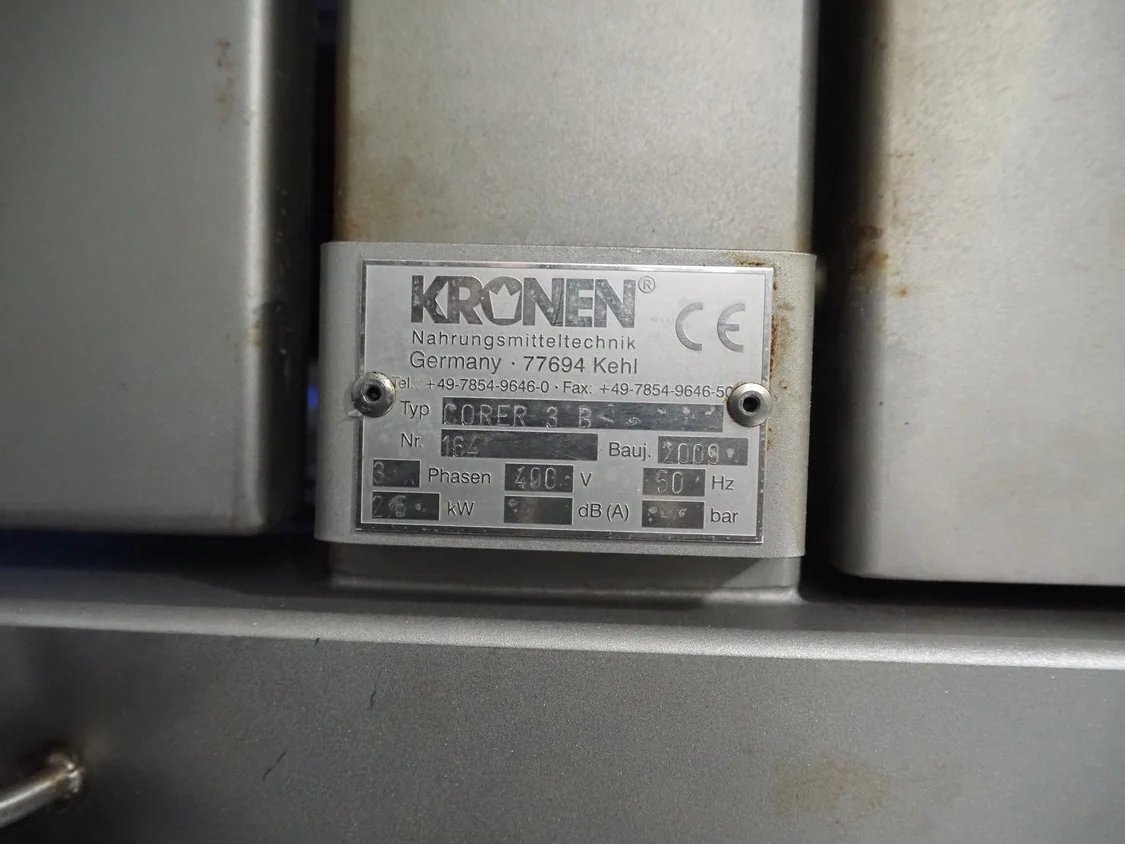 KRONEN®
CE
Nahrungsmitteltechnik
Germany · 77694 Kehl
Tel.: +49-7854-9646-0 · Fax: +49-7854-9646-50
Typ CORER 3 B
Nr. 164 Bauj. 2009
3 Phasen 400 V 50 Hz
kW dB (A) bar